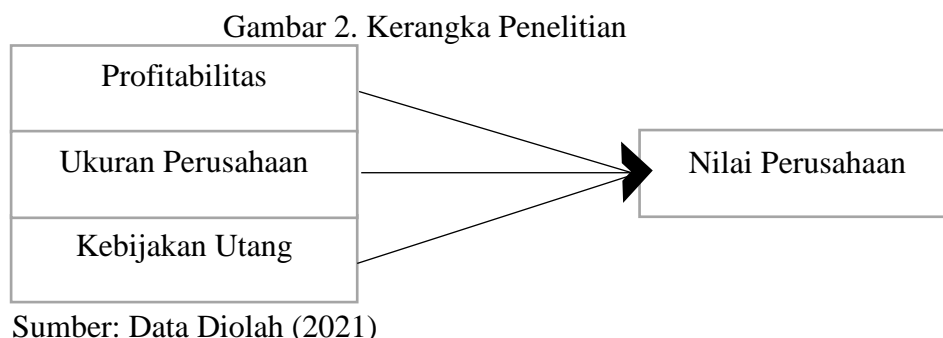 Gambar 2. Kerangka Penelitian
Profitabilitas
Ukuran Perusahaan
Nilai Perusahaan
Kebijakan Utang
Sumber: Data Diolah (2021)